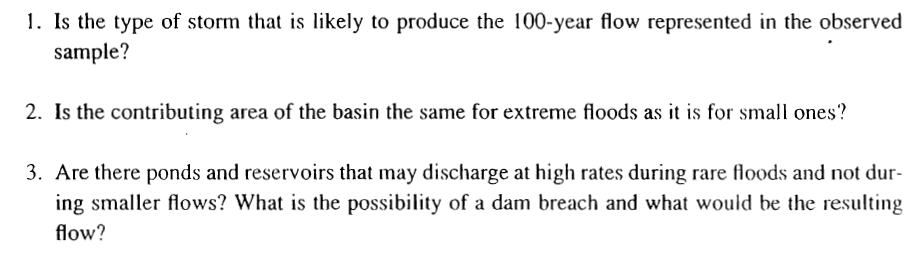 1. Is the type of storm that is likely to produce the 100-year flow represented in the observed
sample?
2. Is the contributing area of the basin the same for extreme floods as it is for small ones?
3. Are there ponds and reservoirs that may discharge at high rates during rare floods and not dur-
ing smaller flows? What is the possibility of a dam breach and what would be the resulting
flow?